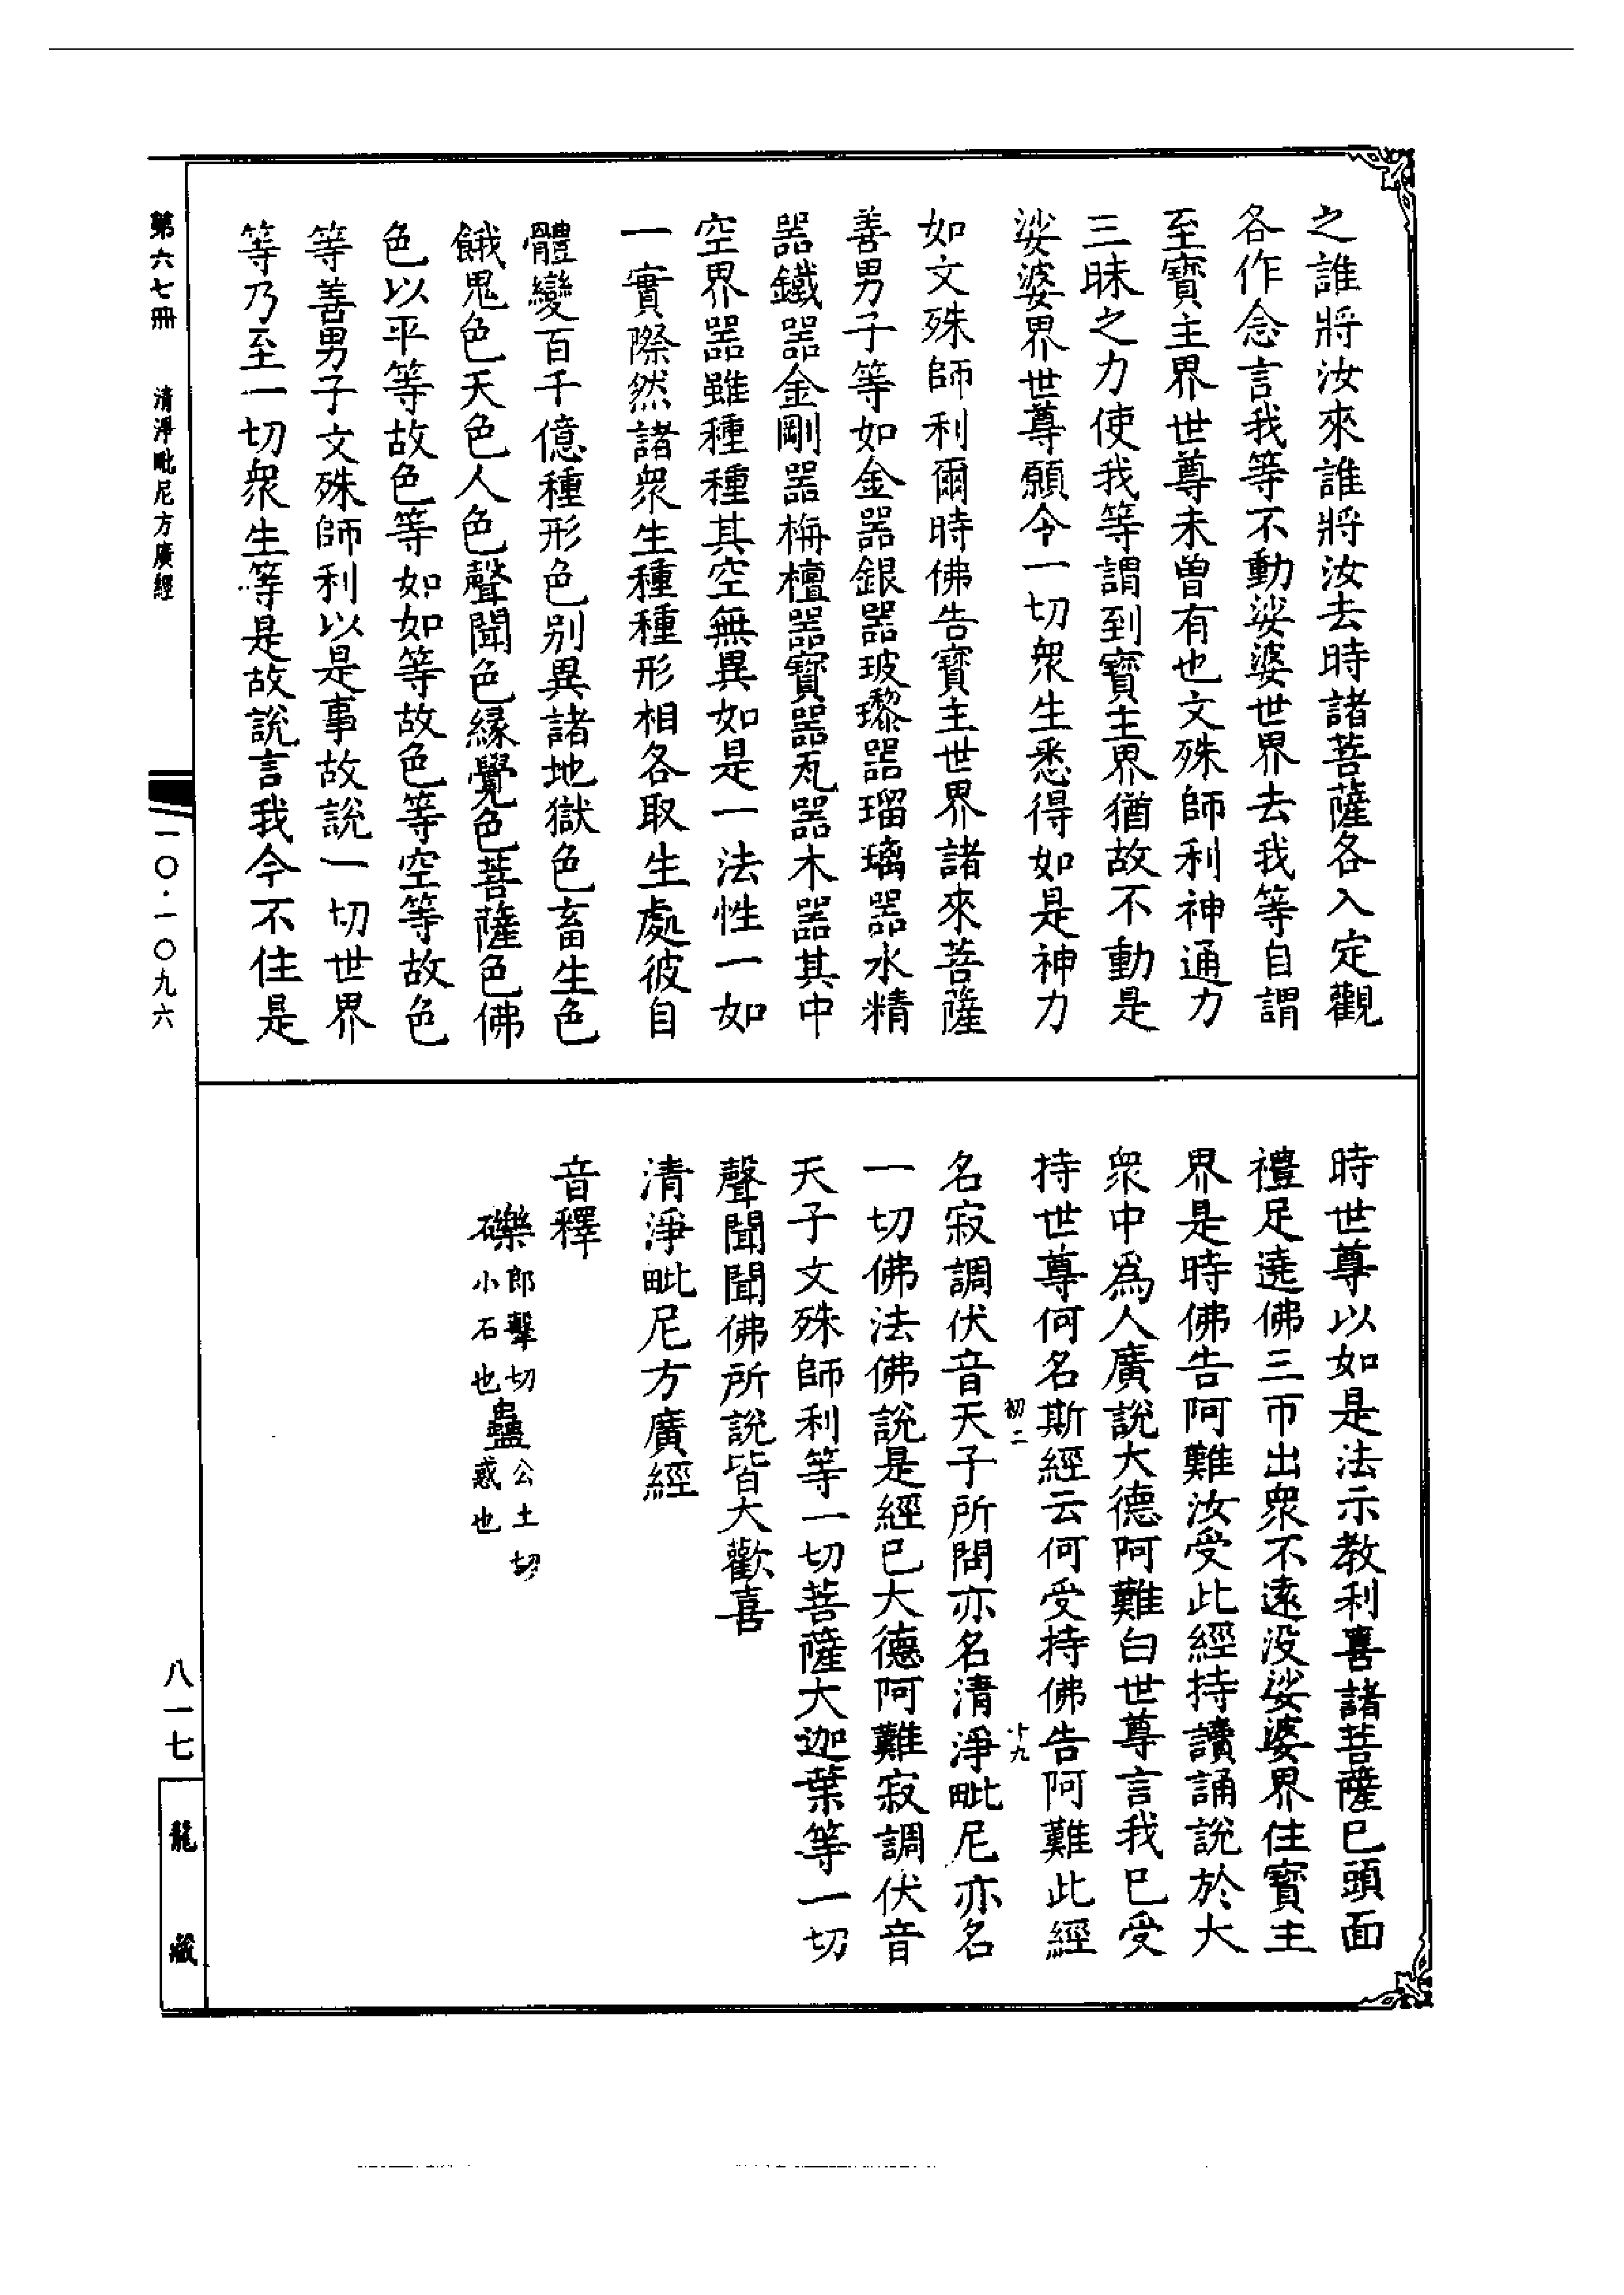 之誰將汝來誰將汝去時諸菩薩各入定觀
各作念言我等不動娑婆世界去我等自謂
至寶主界世尊未曾有也文殊師利神通力
三昧之力使我等謂到寶主界猶故不動是
娑婆界世尊願令一切衆生悉得如是神力
如文殊師利爾時佛告寶主世界諸來菩薩
善男子等如金器銀器玻瓈器瑠璃器水精
器鐵器金剛器栴檀器寶器瓦器木器其中
空界器雖種種其空無異如是一法性一如
一實際然諸衆生種種形相各取生處彼自
體變百千億種形色別異諸地獄色畜生色
餓鬼色天色人色聲聞色緣覺色菩薩色佛
色以平等故色等如如等故色等空等故色
等善男子文殊師利以是事故說一切世界
等乃至一切衆生等是故說言我今不住是
時世尊以如是法示教利喜諸菩薩已頭面
禮足遶佛三帀出衆不遠没娑婆界住寶主
界是時佛告阿難汝受此經持讀誦說於大
衆中爲人廣說大德阿難白世尊言我已受
持世尊何名斯經云何受持佛告阿難此經
初二 十九
名寂調伏音天子所問亦名清淨毗尼亦名
一切佛法佛說是經已大德阿難寂調伏音
天子文殊師利等一切菩薩大迦葉等一切
聲聞聞佛所說皆大歡喜
清淨毗尼方廣經
音釋
礫郎擊切小石也蠱公土切惑也
第六七冊 清淨毗尼方廣經 一〇·一〇九六 八一七 龍藏